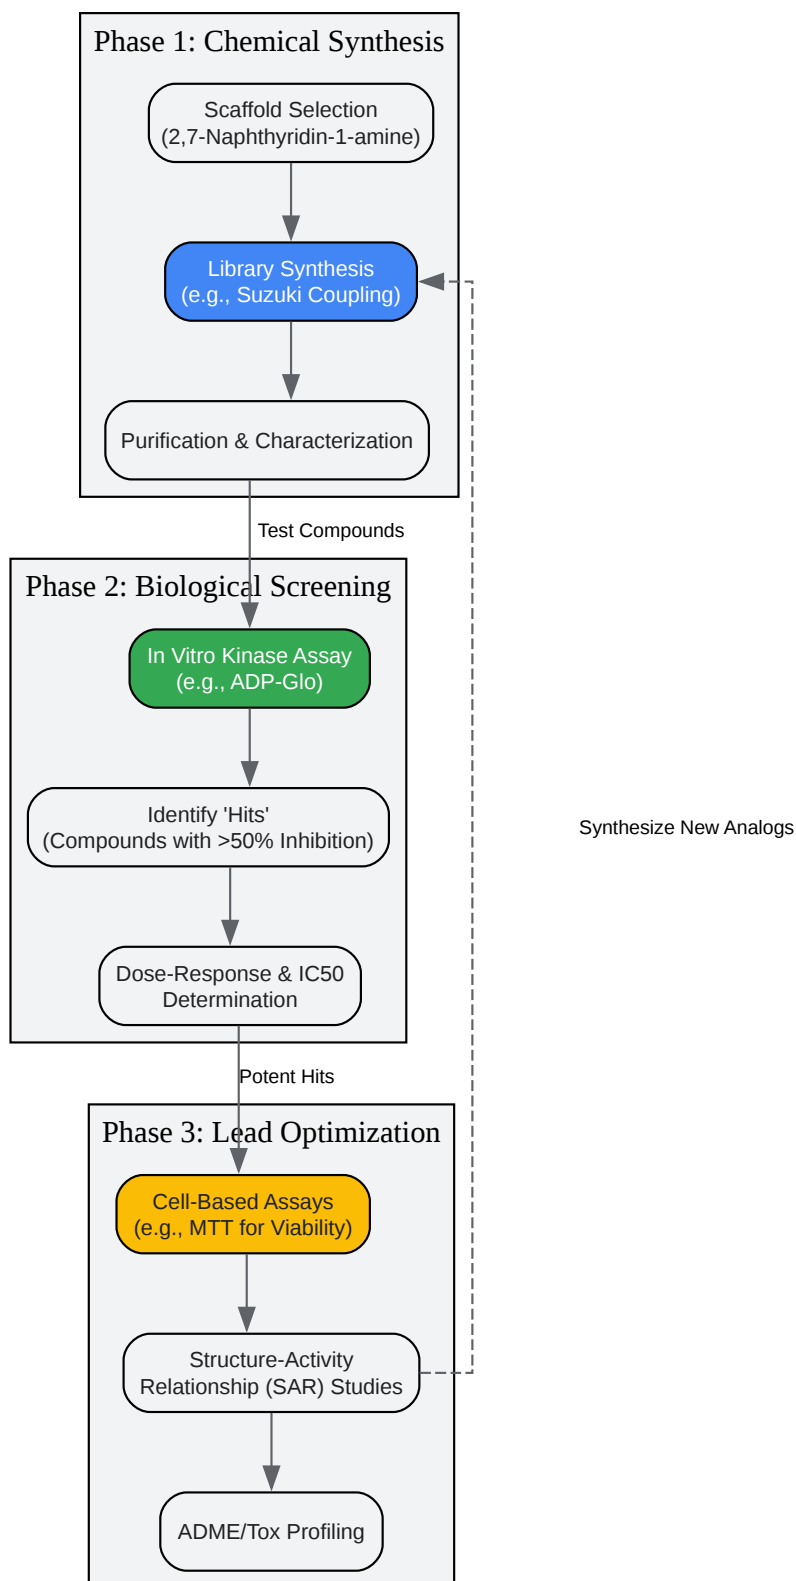 Phase 1: Chemical Synthesis
Scaffold Selection
(2,7-Naphthyridin-1-amine)
Library Synthesis
(e.g., Suzuki Coupling)
Purification & Characterization
Test Compounds
Phase 2: Biological Screening
In Vitro Kinase Assay
(e.g., ADP-Glo)
Identify 'Hits'
(Compounds with >50% Inhibition)
Synthesize New Analogs
Dose-Response & IC50
Determination
Potent Hits
Phase 3: Lead Optimization
Cell-Based Assays
(e.g., MTT for Viability)
Structure-Activity
Relationship (SAR) Studies
ADME/Tox Profiling